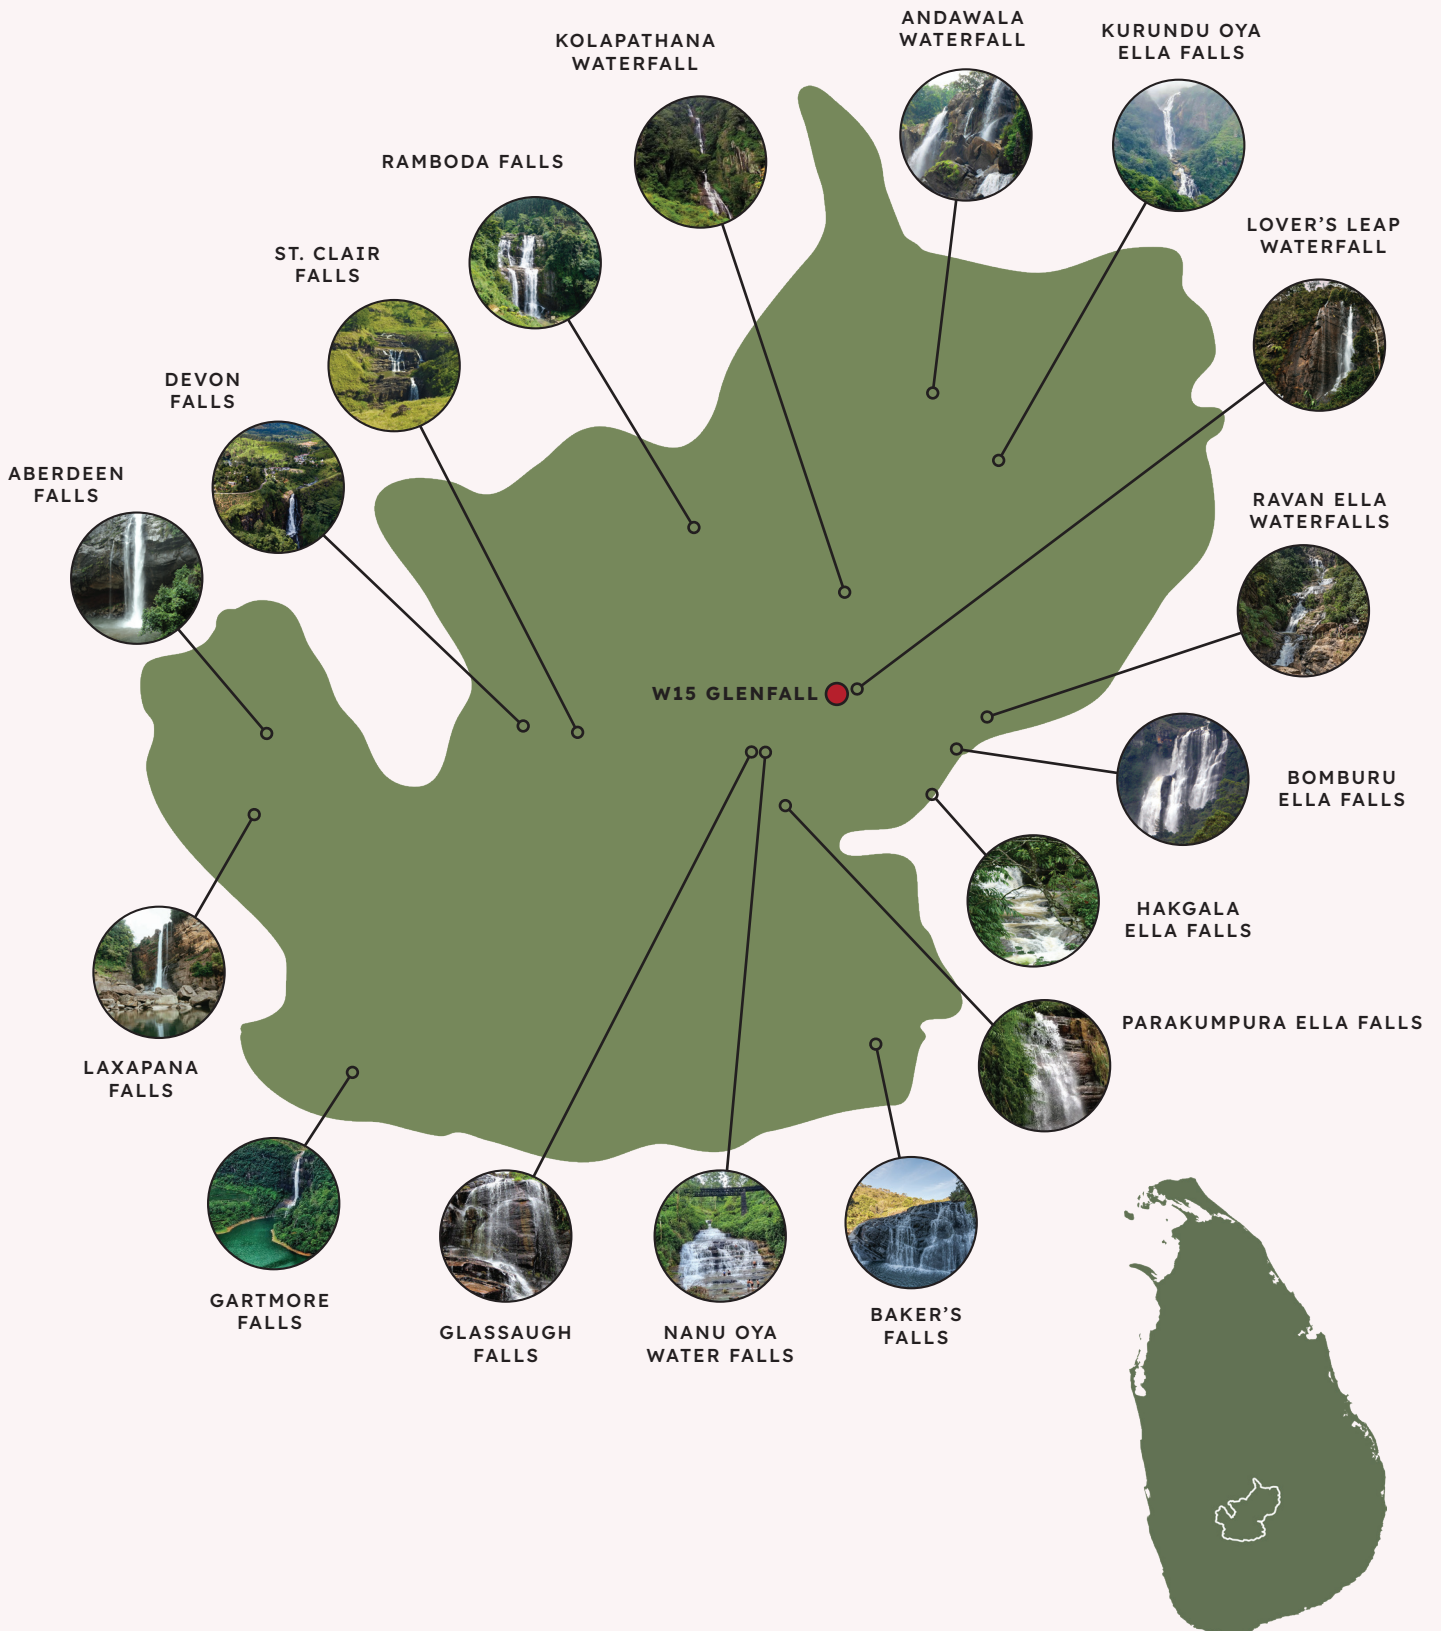 ANDAWALA
WATERFALL
KURUNDU OYA
ELLA FALLS
KOLAPATHANA
WATERFALL
RAMBODA FALLS
LOVER’S LEAP
WATERFALL
ST. CLAIR
FALLS
DEVON
FALLS
ABERDEEN
FALLS
RAVAN ELLA
WATERFALLS
W15 GLENFALL
BOMBURU
ELLA FALLS
HAKGALA
ELLA FALLS
PARAKUMPURA ELLA FALLS
LAXAPANA
FALLS
GARTMORE
FALLS
GLASSAUGH
FALLS
NANU OYA
WATER FALLS
BAKER’S
FALLS